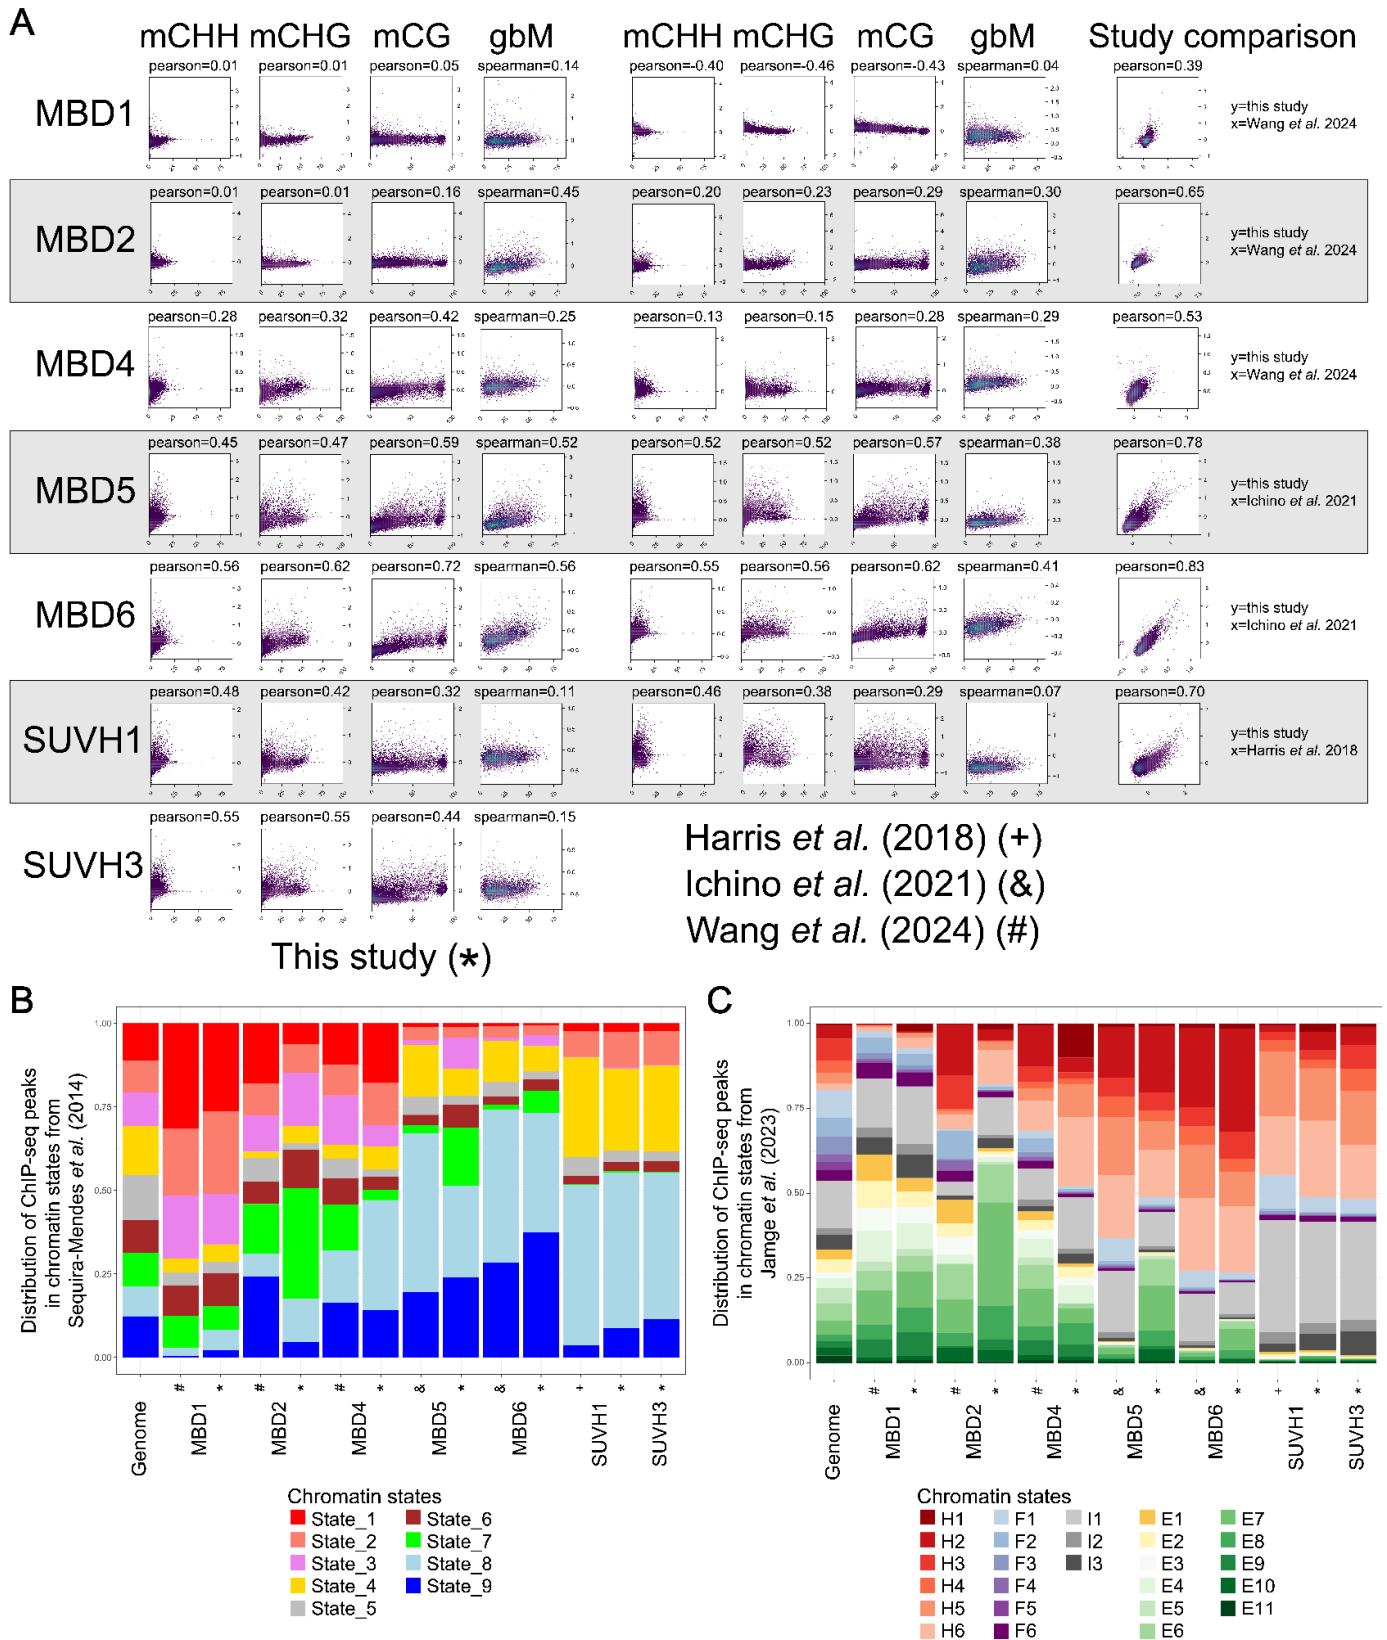 A
mCHH mCHG mCG gbM mCHH mCHG mCG gbM Study comparison
pearson=0.01 pearson=0.01 pearson=0.05 spearman=0.14 pearson=-0.40 pearson=-0.46 pearson=-0.43 spearman=0.04 pearson=0.39
MBD1
y=this study
x=Wang et al. 2024
pearson=0.01 pearson=0.01 pearson=0.16 spearman=0.45 pearson=0.20 pearson=0.23 pearson=0.29 spearman=0.30 pearson=0.65
MBD2
y=this study
x=Wang et al. 2024
pearson=0.28 pearson=0.32 pearson=0.42 spearman=0.25 pearson=0.13 pearson=0.15 pearson=0.28 spearman=0.29 pearson=0.53
MBD4
y=this study
x=Wang et al. 2024
pearson=0.45 pearson=0.47 pearson=0.59 spearman=0.52 pearson=0.52 pearson=0.52 pearson=0.57 spearman=0.38 pearson=0.78
MBD5
y=this study
x=Ichino et al. 2021
pearson=0.56 pearson=0.62 pearson=0.72 spearman=0.56 pearson=0.55 pearson=0.56 pearson=0.62 spearman=0.41 pearson=0.83
MBD6
y=this study
x=Ichino et al. 2021
pearson=0.48 pearson=0.42 pearson=0.32 spearman=0.11 pearson=0.46 pearson=0.38 pearson=0.29 spearman=0.07 pearson=0.70
SUVH1
y=this study
x=Harris et al. 2018
pearson=0.55 pearson=0.55 pearson=0.44 spearman=0.15
SUVH3
Harris et al. (2018) (+)
Ichino et al. (2021) (&)
Wang et al. (2024) (#)
This study (*)
B
Distribution of ChIP-seq peaks
in chromatin states from
Sequira-Mendes et al. (2014)
1.00
0.75
0.50
0.25
0.00
# * # * # * & * & * + * *
Genome MBD1 MBD2 MBD4 MBD5 MBD6 SUVH1 SUVH3
Chromatin states
State_1 State_6
State_2 State_7
State_3 State_8
State_4 State_9
State_5
C
Distribution of ChIP-seq peaks
in chromatin states from
Jamge et al. (2023)
1.00
0.75
0.50
0.25
0.00
# * # * # * & * & * + * *
Genome MBD1 MBD2 MBD4 MBD5 MBD6 SUVH1 SUVH3
Chromatin states
H1 F1 I1 E1 E7
H2 F2 I2 E2 E8
H3 F3 I3 E3 E9
H4 F4 E4 E10
H5 F5 E5 E11
H6 F6 E6